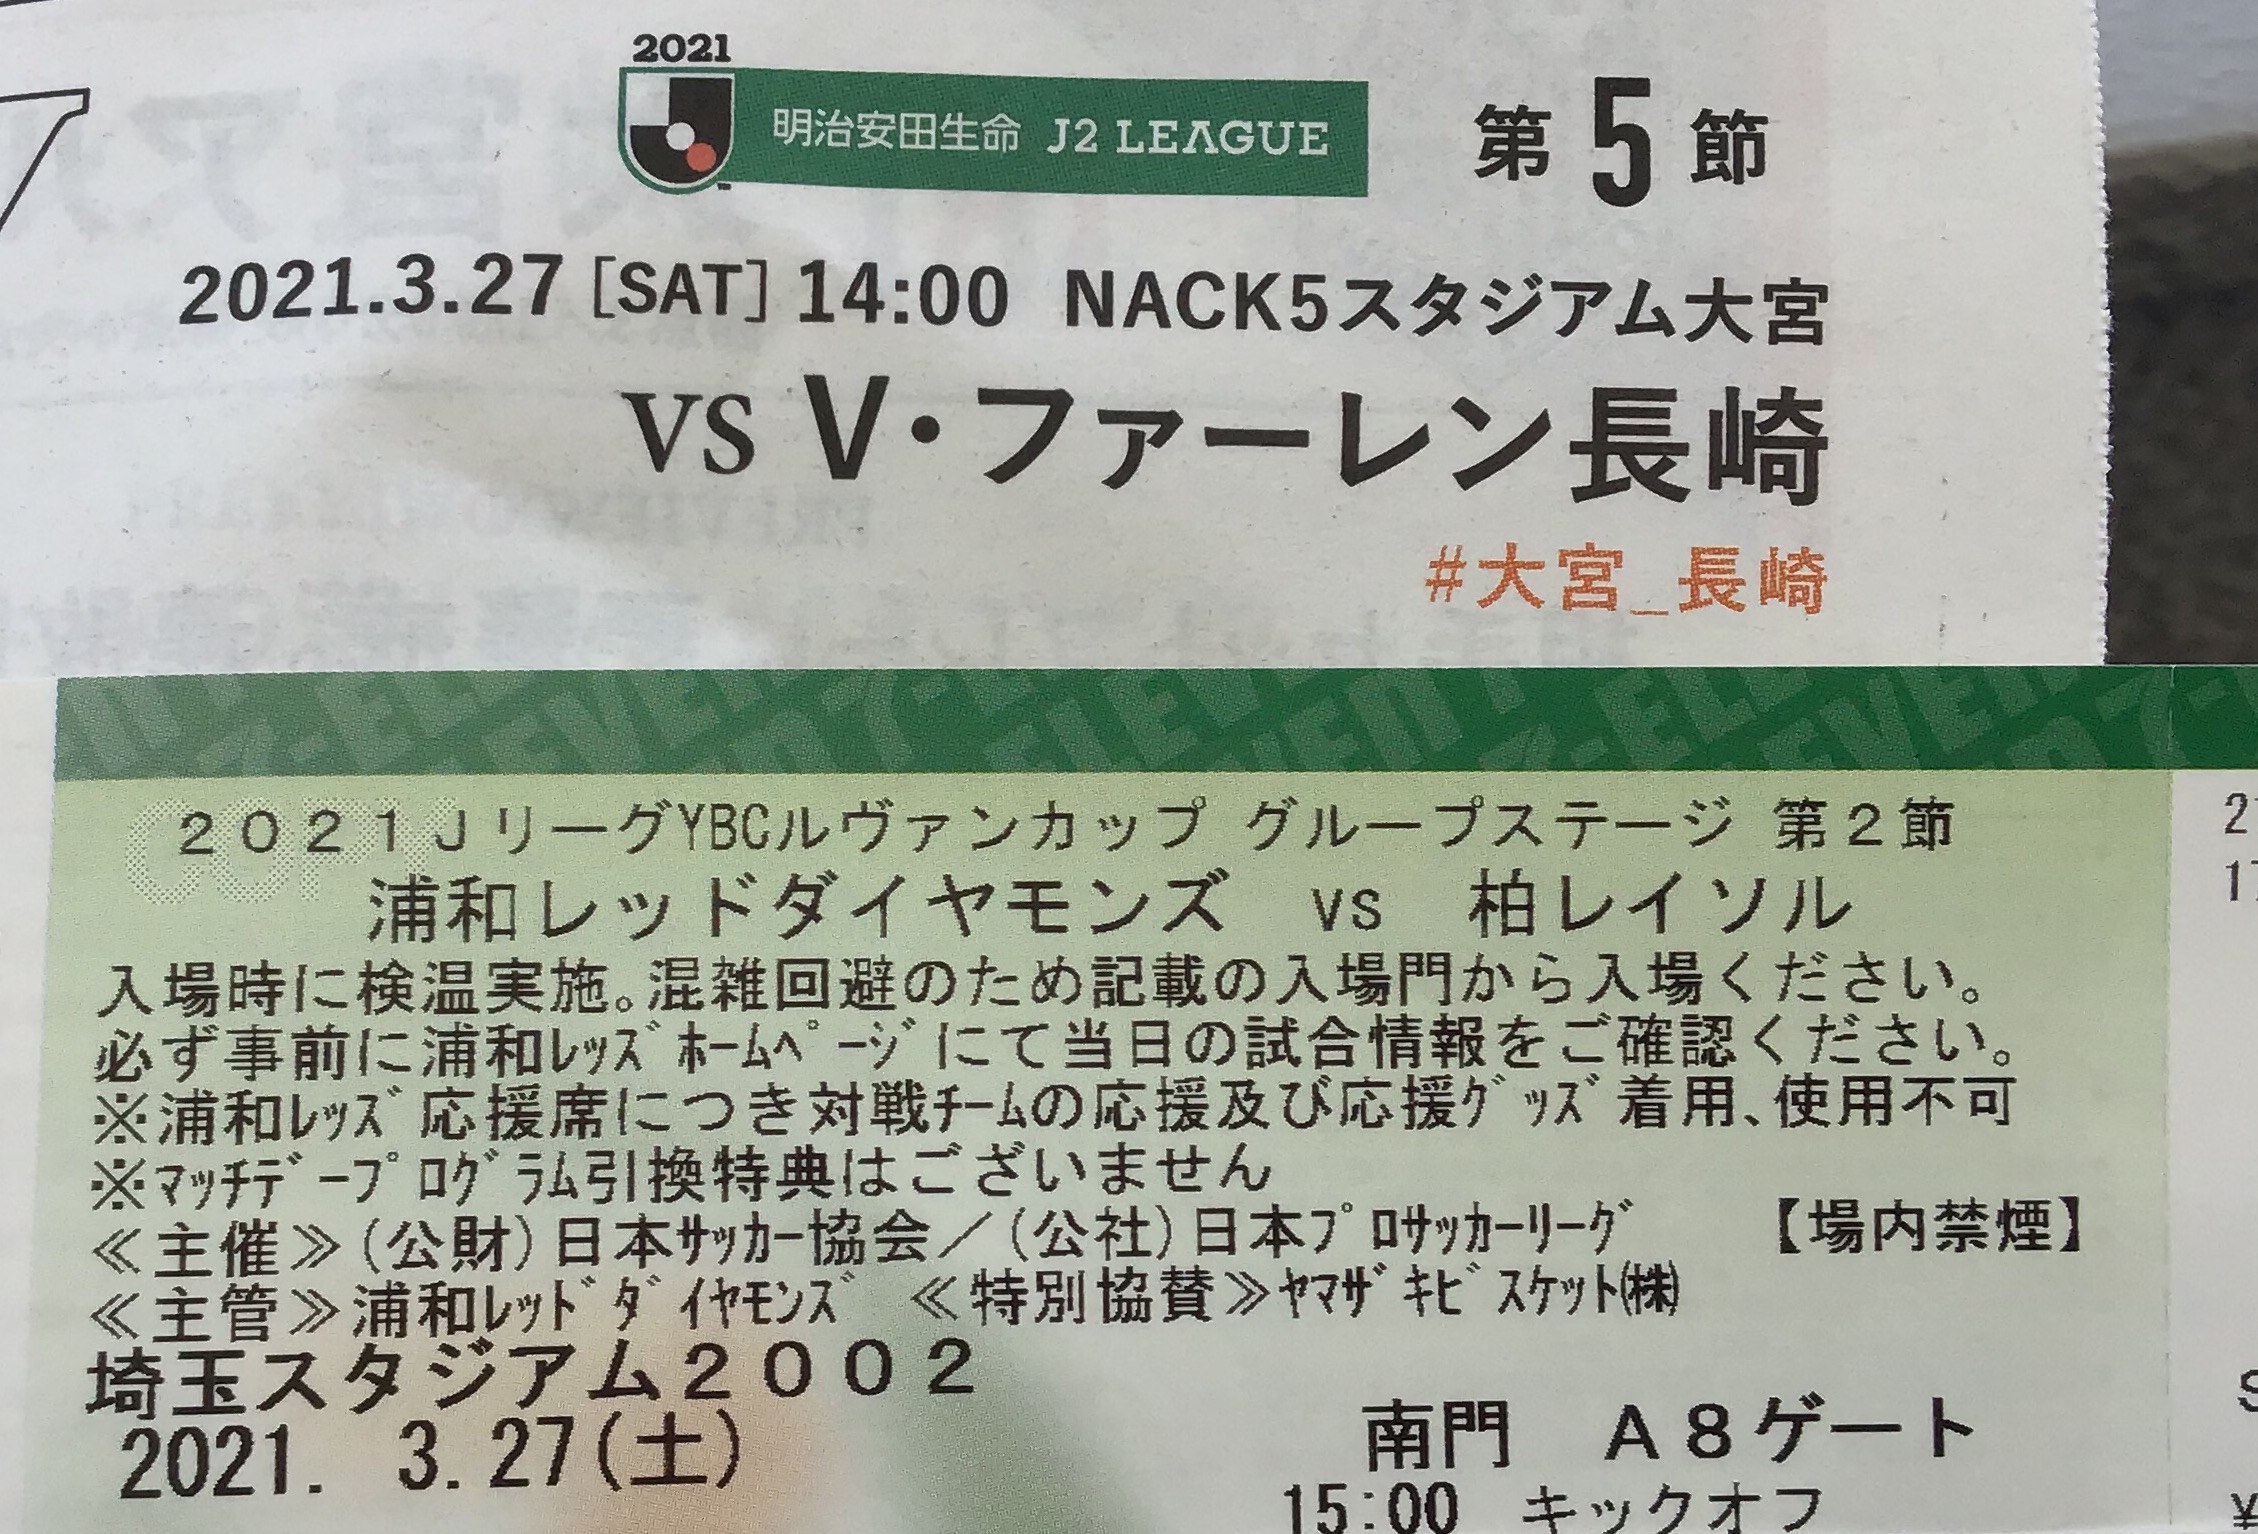 2021
明治安田生命 J2 LEAGUE 第5節
2021.3.27 [SAT] 14:00 NACK5スタジアム大宮
VS V・ファーレン長崎
#大宮_長崎
2021JリーグYBCルヴァンカップ グループステージ 第2節
浦和レッドダイヤモンズ vs 柏レイソル
入場時に検温実施。混雑回避のため記載の入場門から入場ください。
必ず事前に浦和ﾚｯｽﾞﾎｰﾑﾍﾟｰｼﾞにて当日の試合情報をご確認ください。
※浦和ﾚｯｽﾞ応援席につき対戦ﾁｰﾑの応援及び応援ｸﾞｯｽﾞ着用、使用不可
※ﾏｯﾁﾃﾞｰﾌﾟﾛｸﾞﾗﾑ引換特典はございません
≪主催≫(公財)日本ｻｯｶｰ協会／(公社)日本ﾌﾟﾛｻｯｶｰﾘｰｸﾞ 【場内禁煙】
≪主管≫浦和ﾚｯﾄﾞﾀﾞｲﾔﾓﾝｽﾞ ≪特別協賛≫ﾔﾏｻﾞｷﾋﾞｽｹｯﾄ㈱
埼玉スタジアム2002
2021. 3.27(土)
南門 A8ゲート
15:00 キックオフ